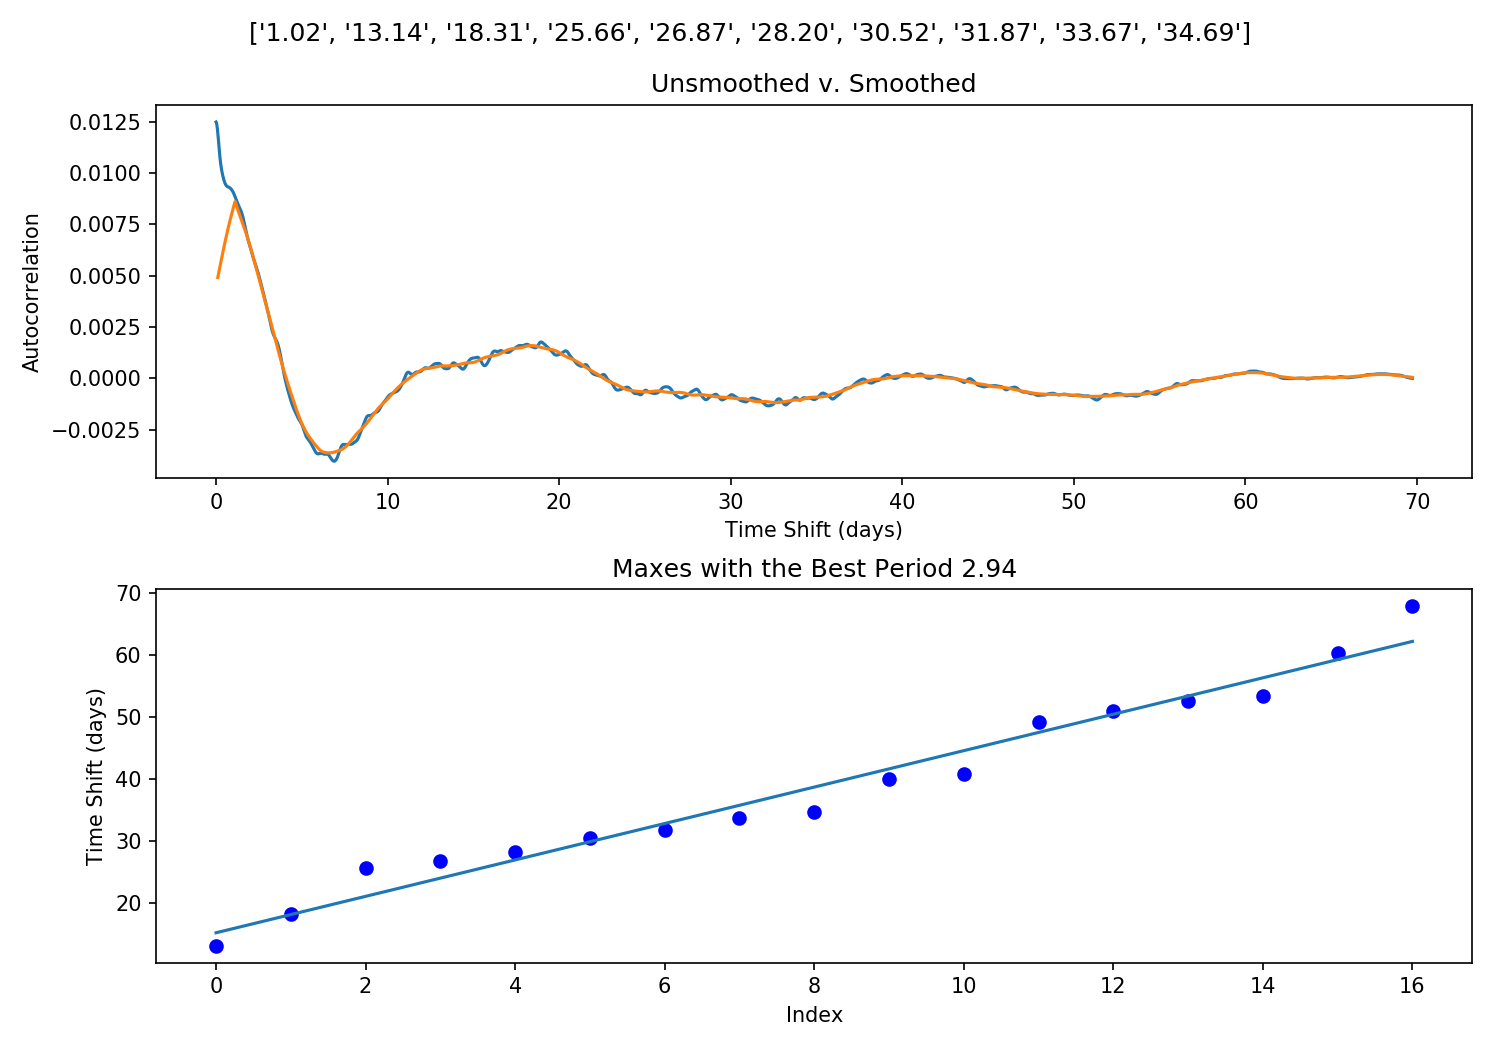 ['1.02', '13.14', '18.31', '25.66', '26.87', '28.20', '30.52', '31.87', '33.67', '34.69']
Unsmoothed v. Smoothed
Autocorrelation
0.0125
0.0100
0.0075
0.0050
0.0025
0.0000
−0.0025
0 10 20 30 40 50 60 70
Time Shift (days)
Maxes with the Best Period 2.94
Time Shift (days)
70
60
50
40
30
20
0 2 4 6 8 10 12 14 16
Index